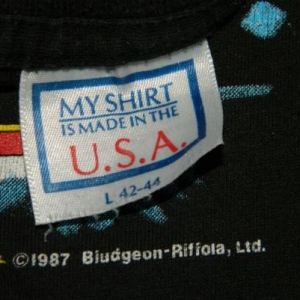 MY SHIRT
IS MADE IN THE
U.S.A.
L 42-44
©1987 Bludgeon-Riffola, Ltd.